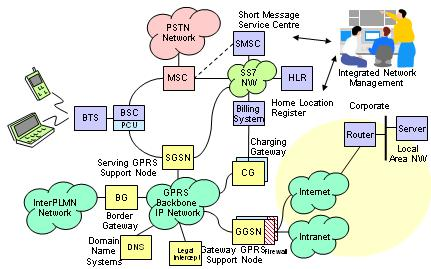 Short Message
Service Centre
PSTN
Network
SMSC
MSC
SS7
NW
HLR
Integrated Network
Management
BTS
BSC
PCU
Billing
System
Home Location
Register
Corporate
Router
Server
Local
Area NW
Charging
Gateway
SGSN
Serving GPRS
Support Node
CG
InterPLMN
Network
BG
Border
Gateway
GPRS
Backbone
IP Network
Internet
GGSN
Firewall
Intranet
Domain
Name
Systems
DNS
Legal
Intercept
Gateway GPRS
Support Node